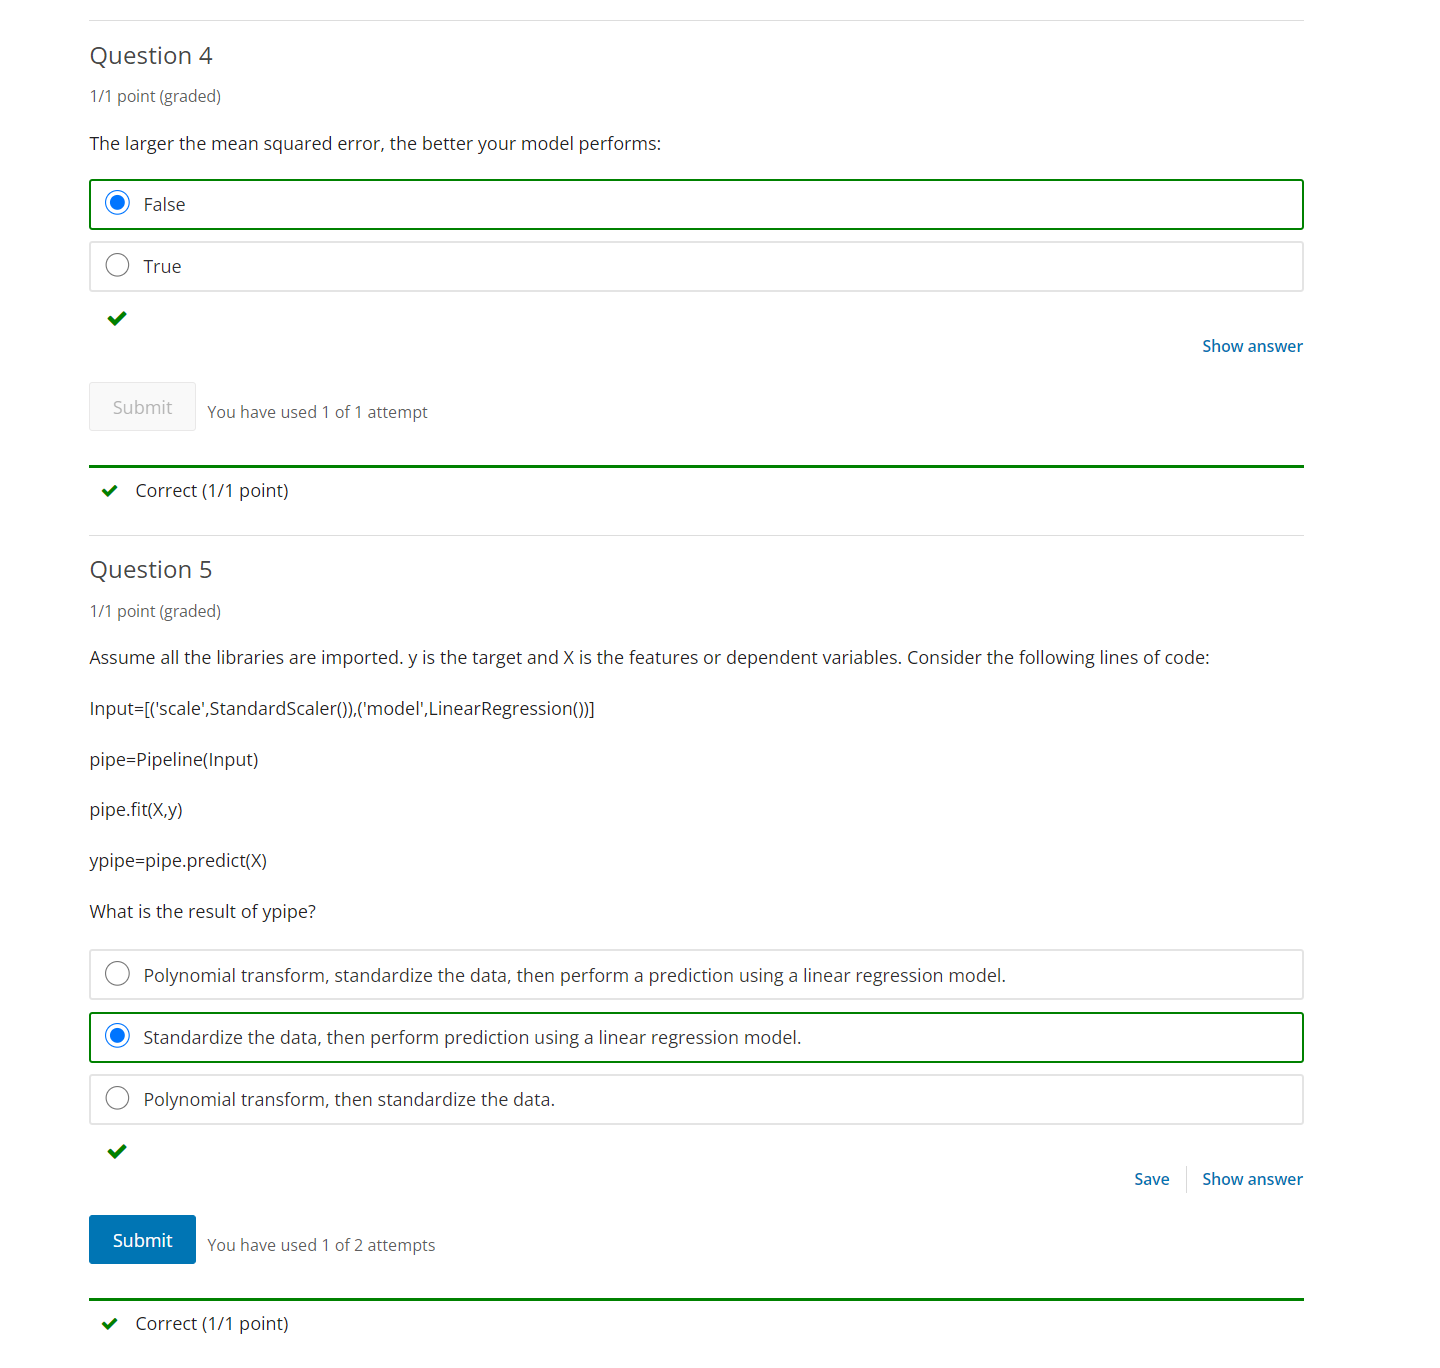 Question 4
1/1 point (graded)
The larger the mean squared error, the better your model performs:
False
True
Show answer
Submit You have used 1 of 1 attempt
Correct (1/1 point)
Question 5
1/1 point (graded)
Assume all the libraries are imported. y is the target and X is the features or dependent variables. Consider the following lines of code:
Input=[('scale',StandardScaler()),('model',LinearRegression())]
pipe=Pipeline(Input)
pipe.fit(X,y)
ypipe=pipe.predict(X)
What is the result of ypipe?
Polynomial transform, standardize the data, then perform a prediction using a linear regression model.
Standardize the data, then perform prediction using a linear regression model.
Polynomial transform, then standardize the data.
Save Show answer
Submit You have used 1 of 2 attempts
Correct (1/1 point)